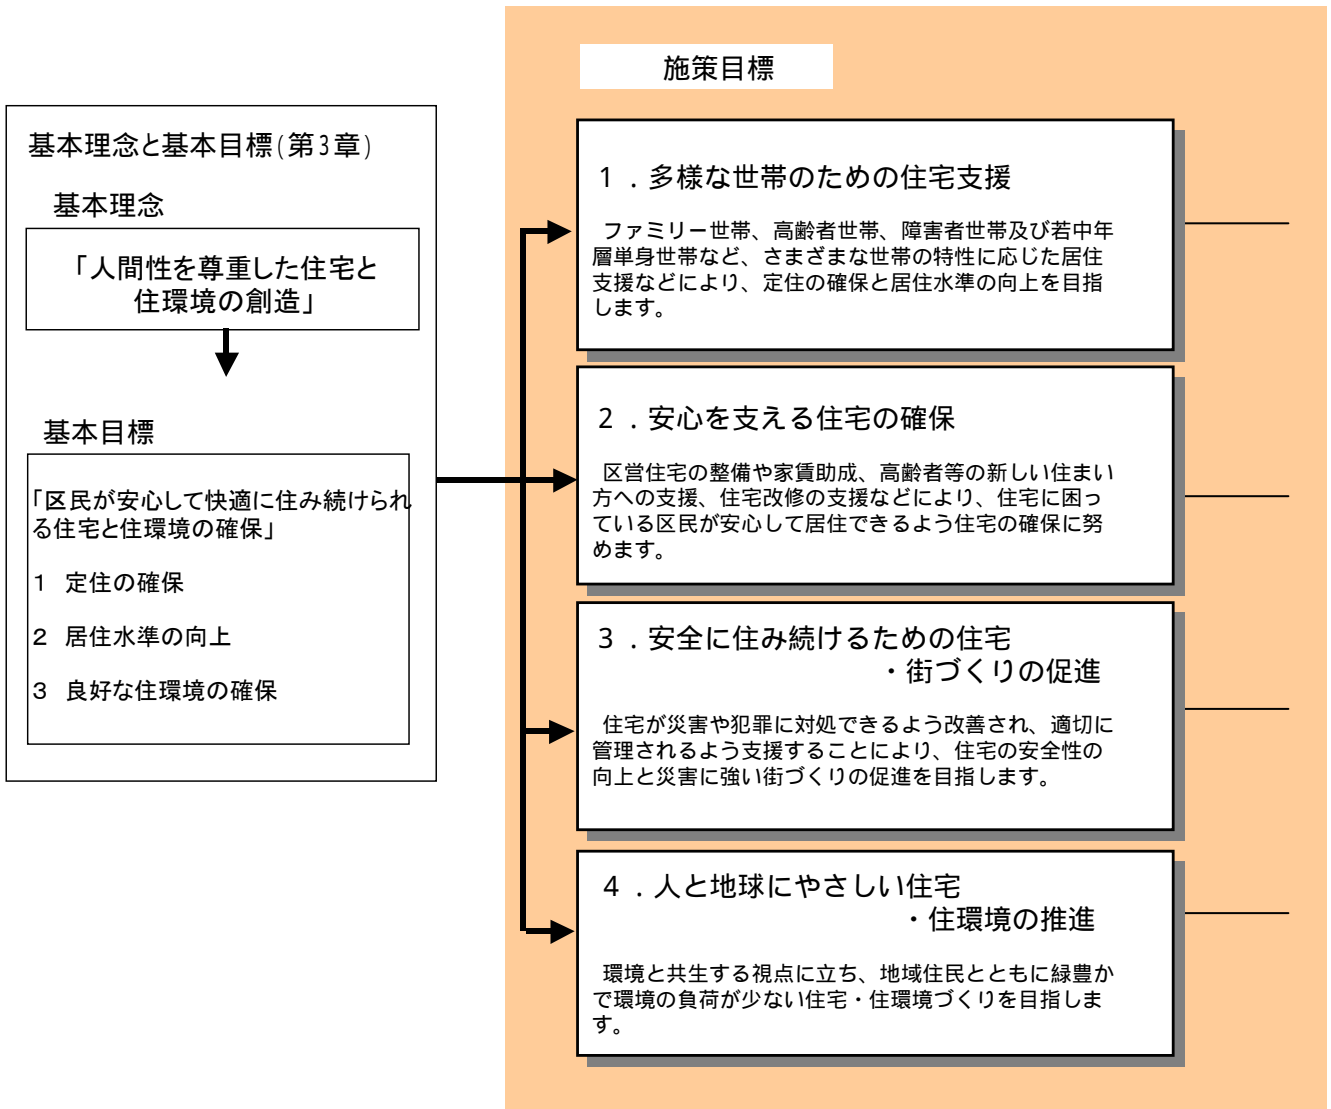 基本理念と基本目標(第3章)
基本理念
「人間性を尊重した住宅と
住環境の創造」
基本目標
「区民が安心して快適に住み続けられ
る住宅と住環境の確保」
1 定住の確保
2 居住水準の向上
3 良好な住環境の確保
施策目標
1．多様な世帯のための住宅支援
ファミリー世帯、高齢者世帯、障害者世帯及び若中年
層単身世帯など、さまざまな世帯の特性に応じた居住
支援などにより、定住の確保と居住水準の向上を目指
します。
2．安心を支える住宅の確保
区営住宅の整備や家賃助成、高齢者等の新しい住まい
方への支援、住宅改修の支援などにより、住宅に困っ
ている区民が安心して居住できるよう住宅の確保に努
めます。
3．安全に住み続けるための住宅
・街づくりの促進
住宅が災害や犯罪に対処できるよう改善され、適切に
管理されるよう支援することにより、住宅の安全性の
向上と災害に強い街づくりの促進を目指します。
4．人と地球にやさしい住宅
・住環境の推進
環境と共生する視点に立ち、地域住民とともに緑豊か
で環境の負荷が少ない住宅・住環境づくりを目指しま
す。